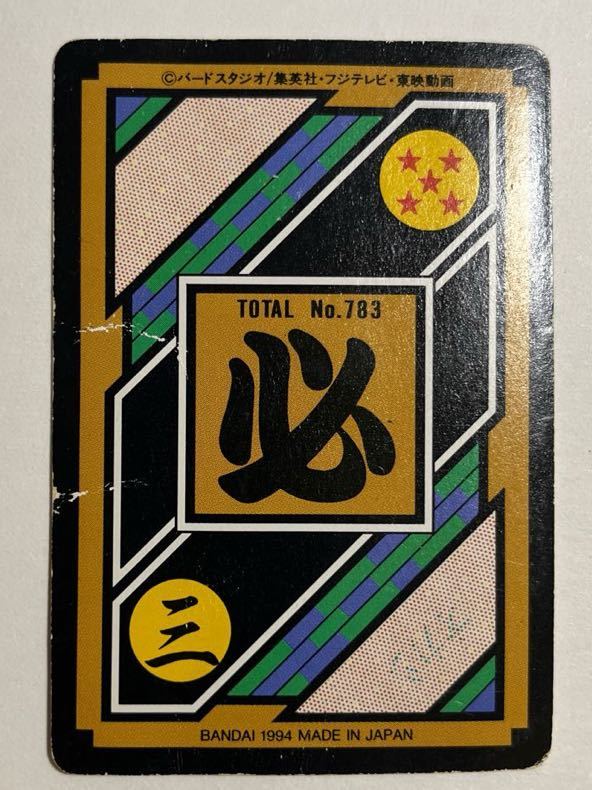 ©バードスタジオ/集英社・フジテレビ・東映動画
TOTAL No.783
必
三
BANDAI 1994 MADE IN JAPAN